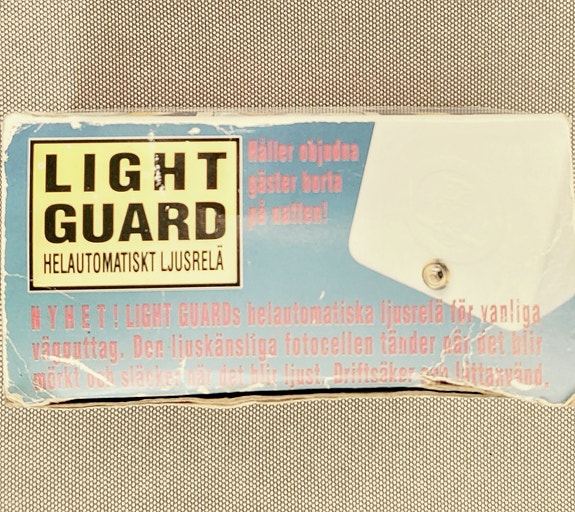 LIGHT
GUARD
HELAUTOMATISKT LJUSRELÄ
Håller objudna
gäster borta
på natten!
NYHET! LIGHT GUARDs helautomatiska ljusrelä för vanliga
vägguttag. Den ljuskänsliga fotocellen tänder när det blir
mörkt och släcker när det blir ljust. Driftsäker och lättanvänd.